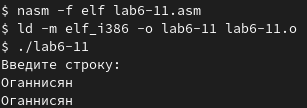 $ nasm -f elf lab6-11.asm
$ ld -m elf_i386 -o lab6-11 lab6-11.o
$ ./lab6-11
Введите строку:
Оганнисян
Оганнисян